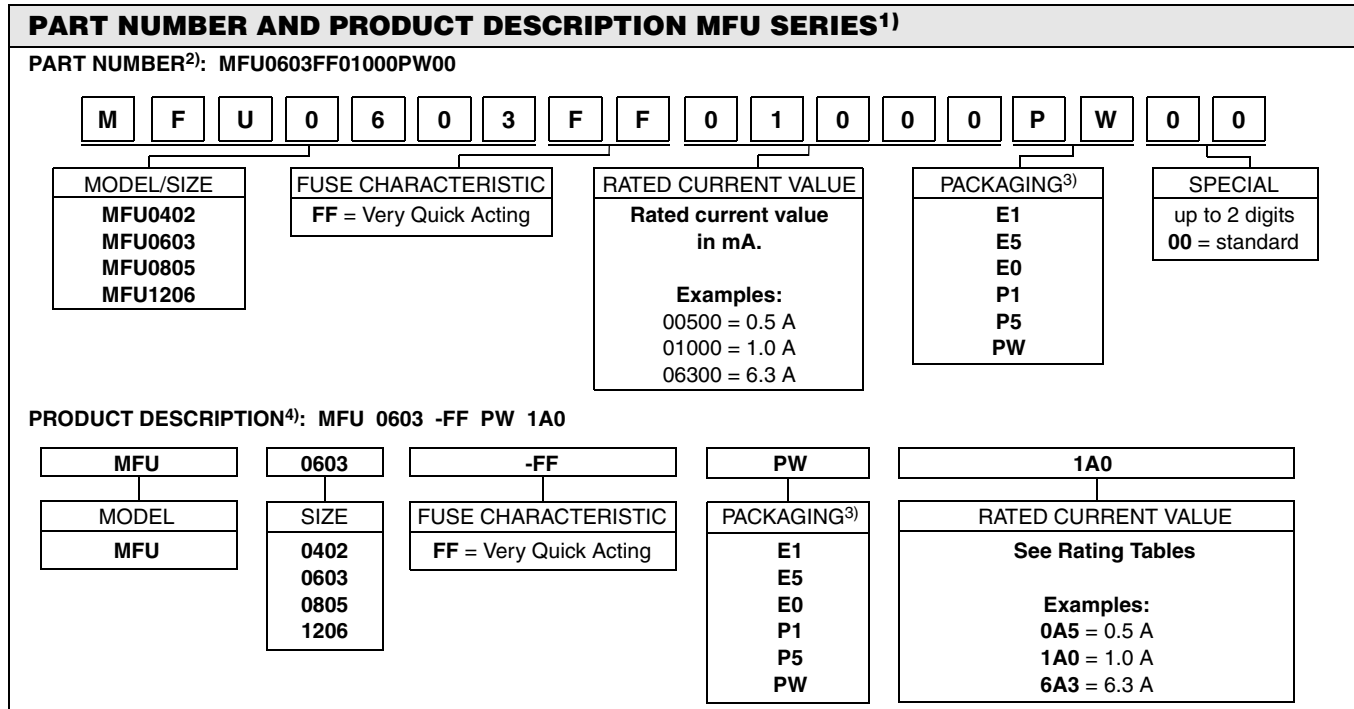 PART NUMBER AND PRODUCT DESCRIPTION MFU SERIES1)
PART NUMBER2): MFU0603FF01000PW00
M F U 0 6 0 3 F F 0 1 0 0 0 P W 0 0
MODEL/SIZE
MFU0402
MFU0603
MFU0805
MFU1206
FUSE CHARACTERISTIC
FF = Very Quick Acting
RATED CURRENT VALUE
Rated current value
in mA.
Examples:
00500 = 0.5 A
01000 = 1.0 A
06300 = 6.3 A
PACKAGING3)
E1
E5
E0
P1
P5
PW
SPECIAL
up to 2 digits
00 = standard
PRODUCT DESCRIPTION4): MFU 0603 -FF PW 1A0
MFU 0603 -FF PW 1A0
MODEL
MFU
SIZE
0402
0603
0805
1206
FUSE CHARACTERISTIC
FF = Very Quick Acting
PACKAGING3)
E1
E5
E0
P1
P5
PW
RATED CURRENT VALUE
See Rating Tables
Examples:
0A5 = 0.5 A
1A0 = 1.0 A
6A3 = 6.3 A